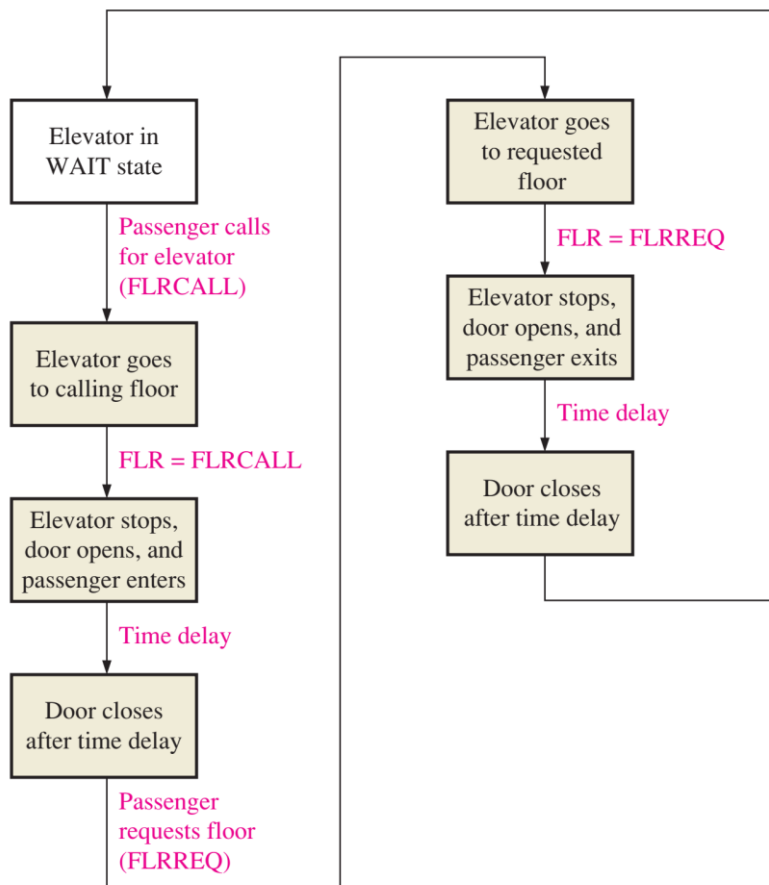 Elevator in
WAIT state
Passenger calls
for elevator
(FLRCALL)
Elevator goes
to calling floor
FLR = FLRCALL
Elevator stops,
door opens, and
passenger enters
Time delay
Door closes
after time delay
Passenger
requests floor
(FLRREQ)
Elevator goes
to requested
floor
FLR = FLRREQ
Elevator stops,
door opens, and
passenger exits
Time delay
Door closes
after time delay